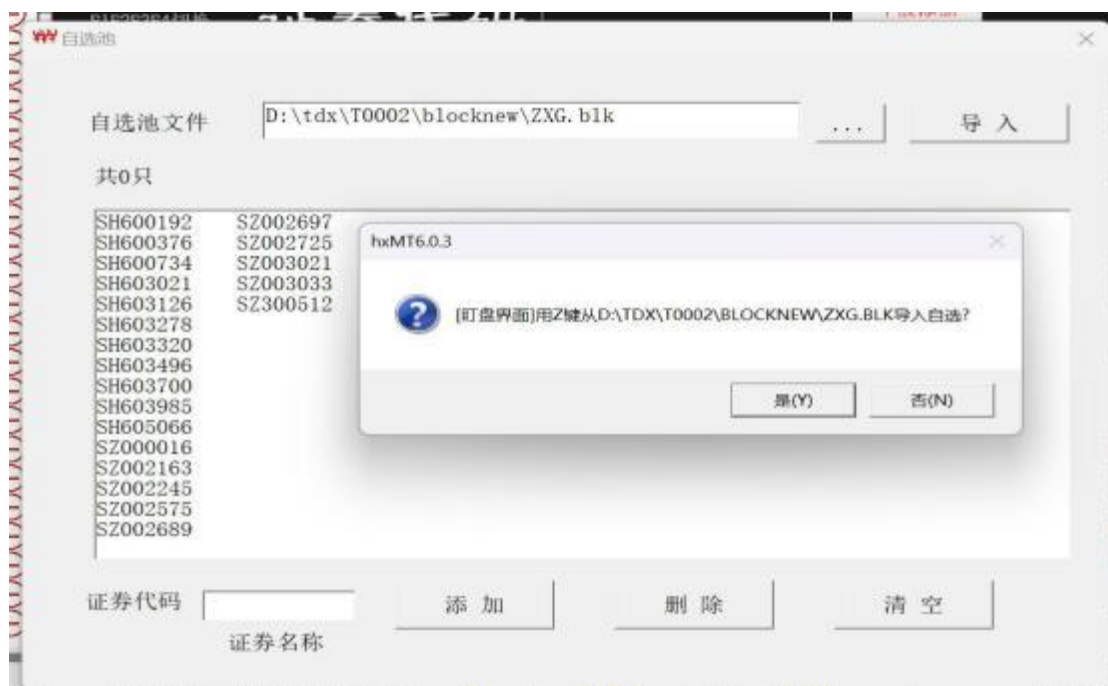 自选池
自选池文件 D:\tdx\T0002\blocknew\ZXG.blk ... 导 入
共0只
SH600192 SZ002697
SH600376 SZ002725
SH600734 SZ003021
SH603021 SZ003033
SH603126 SZ300512
SH603278
SH603320
SH603496
SH603700
SH603985
SH605066
SZ000016
SZ002163
SZ002245
SZ002575
SZ002689
hxMT6.0.3
[盯盘界面]用Z键从D:\TDX\T0002\BLOCKNEW\ZXG.BLK导入自选?
是(Y) 否(N)
证券代码 添 加 删 除 清 空
证券名称